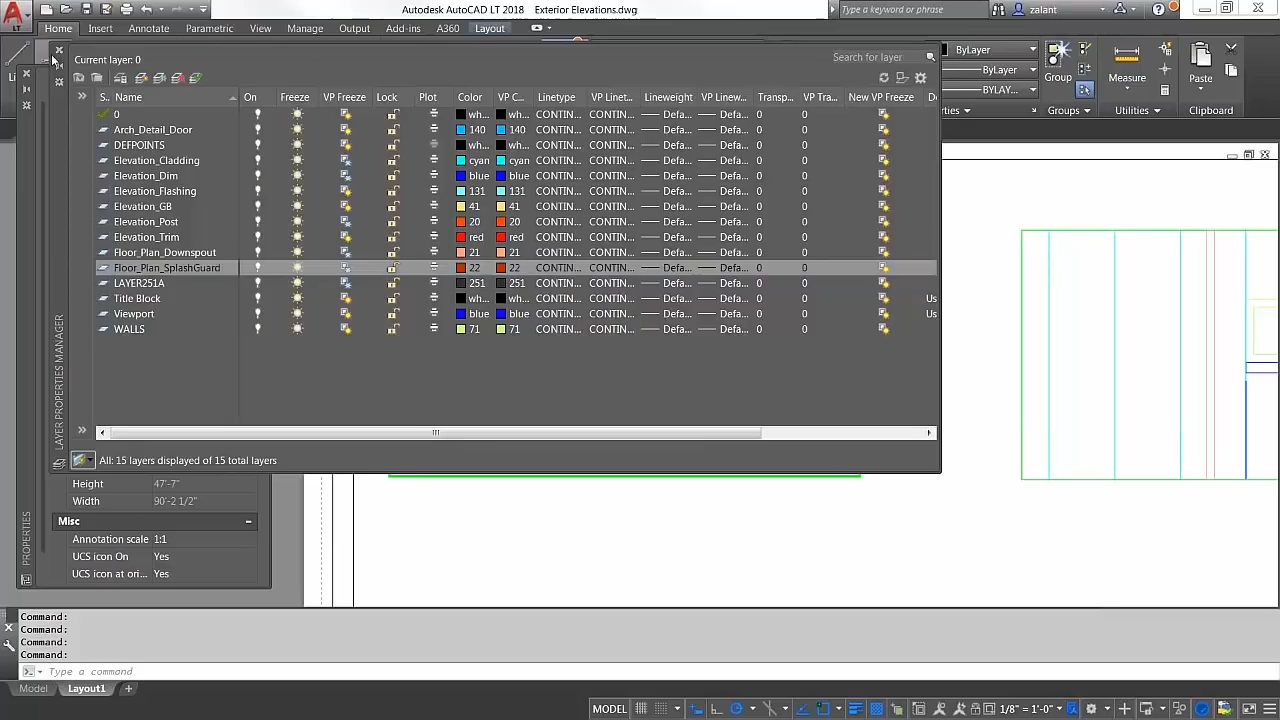 Autodesk AutoCAD LT 2018 Exterior Elevations.dwg
Type a keyword or phrase
zalant
LT
Home Insert Annotate Parametric View Manage Output Add-ins A360 Layout
Current layer: 0
Search for layer
S.. Name On Freeze VP Freeze Lock Plot Color VP C... Linetype VP Linet... Lineweight VP Linew... Transp... VP Tra... New VP Freeze
0 wh... wh... CONTIN... CONTIN... Defa... Defa... 0 0
Arch_Detail_Door 140 140 CONTIN... CONTIN... Defa... Defa... 0 0
DEFPOINTS wh... wh... CONTIN... CONTIN... Defa... Defa... 0 0
Elevation_Cladding cyan cyan CONTIN... CONTIN... Defa... Defa... 0 0
Elevation_Dim blue blue CONTIN... CONTIN... Defa... Defa... 0 0
Elevation_Flashing 131 131 CONTIN... CONTIN... Defa... Defa... 0 0
Elevation_GB 41 41 CONTIN... CONTIN... Defa... Defa... 0 0
Elevation_Post 20 20 CONTIN... CONTIN... Defa... Defa... 0 0
Elevation_Trim red red CONTIN... CONTIN... Defa... Defa... 0 0
Floor_Plan_Downspout 21 21 CONTIN... CONTIN... Defa... Defa... 0 0
Floor_Plan_SplashGuard 22 22 CONTIN... CONTIN... Defa... Defa... 0 0
LAYER251A 251 251 CONTIN... CONTIN... Defa... Defa... 0 0
Title Block wh... wh... CONTIN... CONTIN... Defa... Defa... 0 0 Us
Viewport blue blue CONTIN... CONTIN... Defa... Defa... 0 0 Us
WALLS 71 71 CONTIN... CONTIN... Defa... Defa... 0 0
All: 15 layers displayed of 15 total layers
LAYER PROPERTIES MANAGER
ByLayer
ByLayer
BYLAY...
Group
Measure
Paste
Groups
Utilities
Clipboard
PROPERTIES
Height 47'-7"
Width 90'-2 1/2"
Misc
Annotation scale 1:1
UCS icon On Yes
UCS icon at ori... Yes
Command:
Command:
Command:
Command:
Type a command
Model Layout1
MODEL 1/8" = 1'-0"